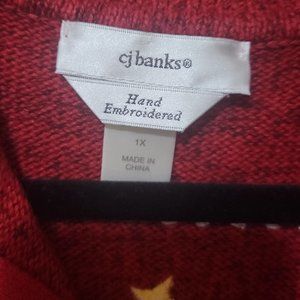 cj banks®
Hand
Embroidered
1X
MADE IN
CHINA